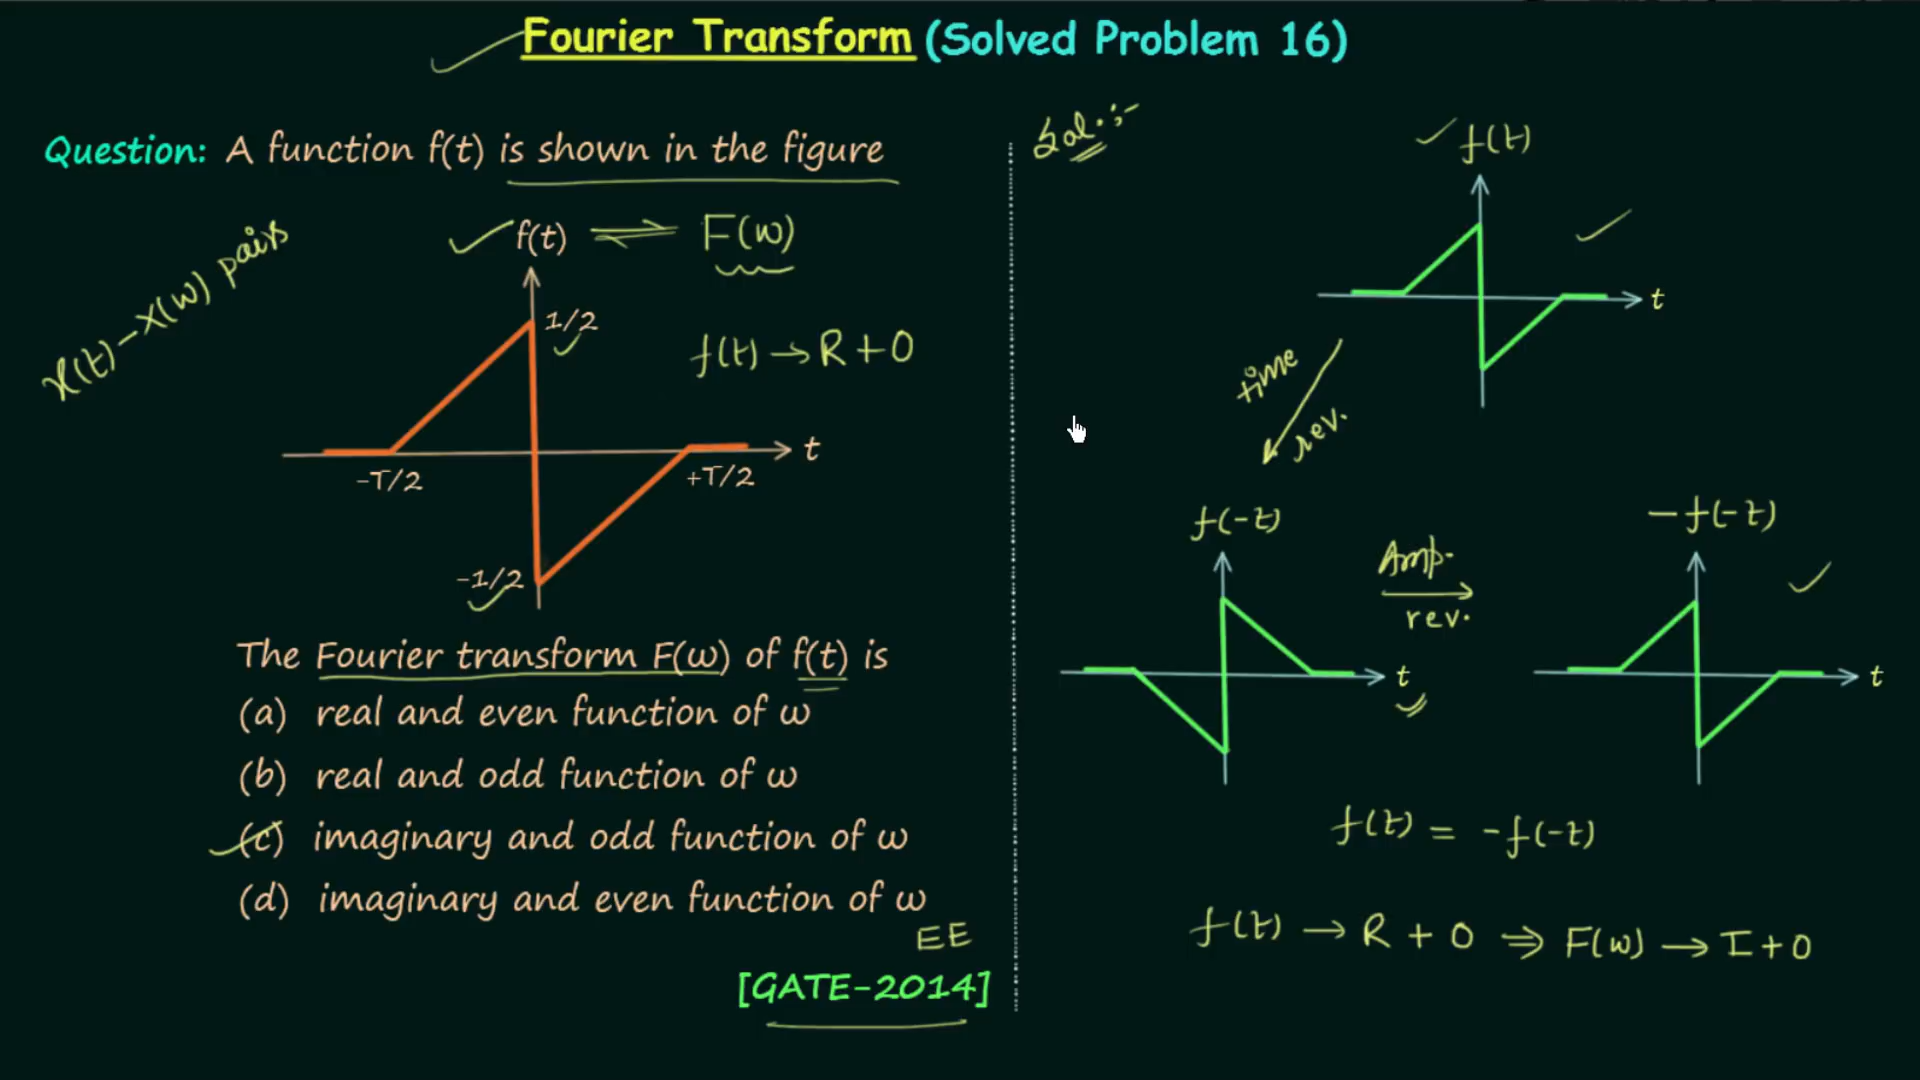 Fourier Transform (Solved Problem 16)
Question: A function f(t) is shown in the figure
x(t)-X(w) pairs
f(t) ⇌ F(w)
1/2
f(t) → R+O
t
-T/2
+T/2
-1/2
The Fourier transform F(ω) of f(t) is
(a) real and even function of ω
(b) real and odd function of ω
(c) imaginary and odd function of ω
(d) imaginary and even function of ω
EE
[GATE-2014]
Sol.:-
f(t)
t
time
rev.
f(-t)
t
Amp.
rev.
-f(-t)
t
f(t) = -f(-t)
f(t) → R + O ⇒ F(w) → I + O